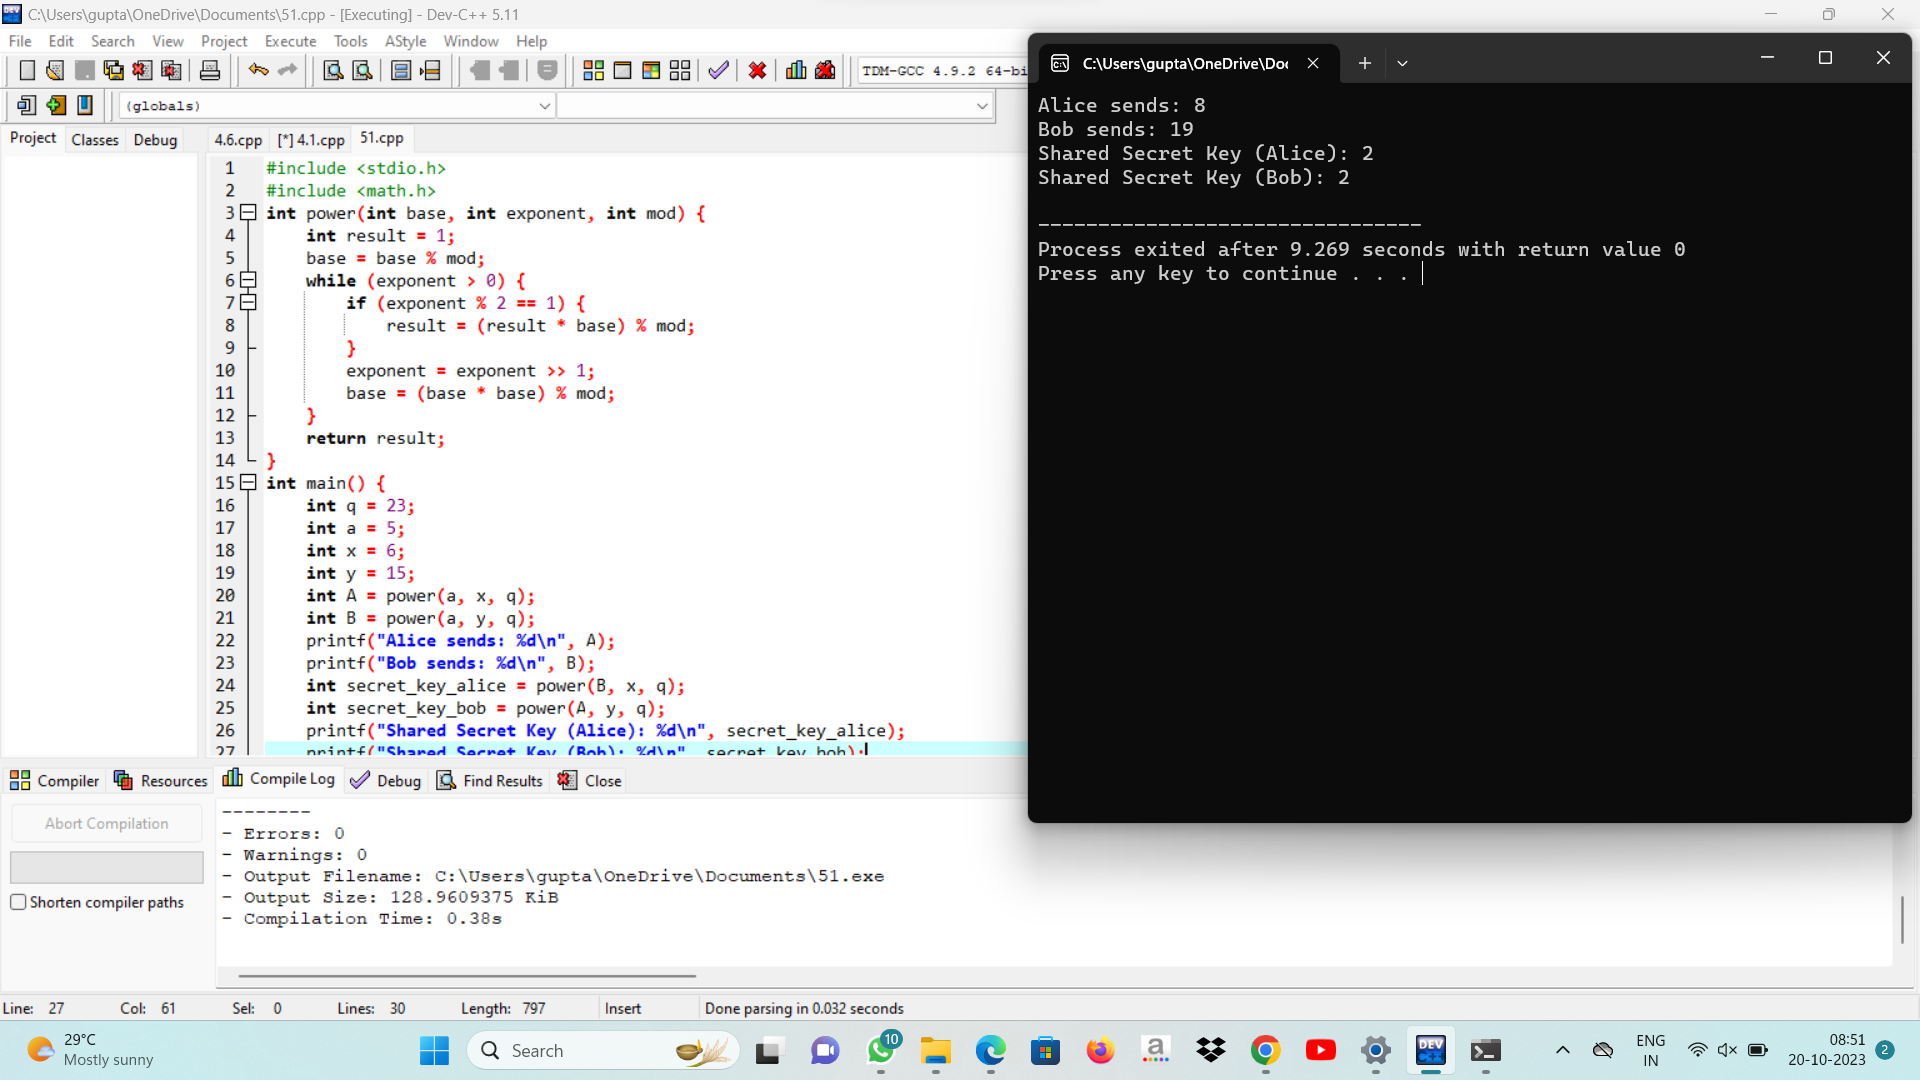 C:\Users\gupta\OneDrive\Documents\51.cpp - [Executing] - Dev-C++ 5.11
File Edit Search View Project Execute Tools AStyle Window Help
TDM-GCC 4.9.2 64-bi
(globals)
Project Classes Debug
4.6.cpp [*] 4.1.cpp 51.cpp
1 #include <stdio.h>
2 #include <math.h>
3 int power(int base, int exponent, int mod) {
4 int result = 1;
5 base = base % mod;
6 while (exponent > 0) {
7 if (exponent % 2 == 1) {
8 result = (result * base) % mod;
9 }
10 exponent = exponent >> 1;
11 base = (base * base) % mod;
12 }
13 return result;
14 }
15 int main() {
16 int q = 23;
17 int a = 5;
18 int x = 6;
19 int y = 15;
20 int A = power(a, x, q);
21 int B = power(a, y, q);
22 printf("Alice sends: %d\n", A);
23 printf("Bob sends: %d\n", B);
24 int secret_key_alice = power(B, x, q);
25 int secret_key_bob = power(A, y, q);
26 printf("Shared Secret Key (Alice): %d\n", secret_key_alice);
27 printf("Shared Secret Key (Bob): %d\n", secret_key_bob);
C:\Users\gupta\OneDrive\Doc
Alice sends: 8
Bob sends: 19
Shared Secret Key (Alice): 2
Shared Secret Key (Bob): 2
--------------------------------
Process exited after 9.269 seconds with return value 0
Press any key to continue . . .
Compiler Resources Compile Log Debug Find Results Close
Abort Compilation
Shorten compiler paths
--------
- Errors: 0
- Warnings: 0
- Output Filename: C:\Users\gupta\OneDrive\Documents\51.exe
- Output Size: 128.9609375 KiB
- Compilation Time: 0.38s
Line: 27 Col: 61 Sel: 0 Lines: 30 Length: 797 Insert Done parsing in 0.032 seconds
29°C
Mostly sunny
Search
10
a
DEV
C++
ENG
IN
08:51
20-10-2023
2